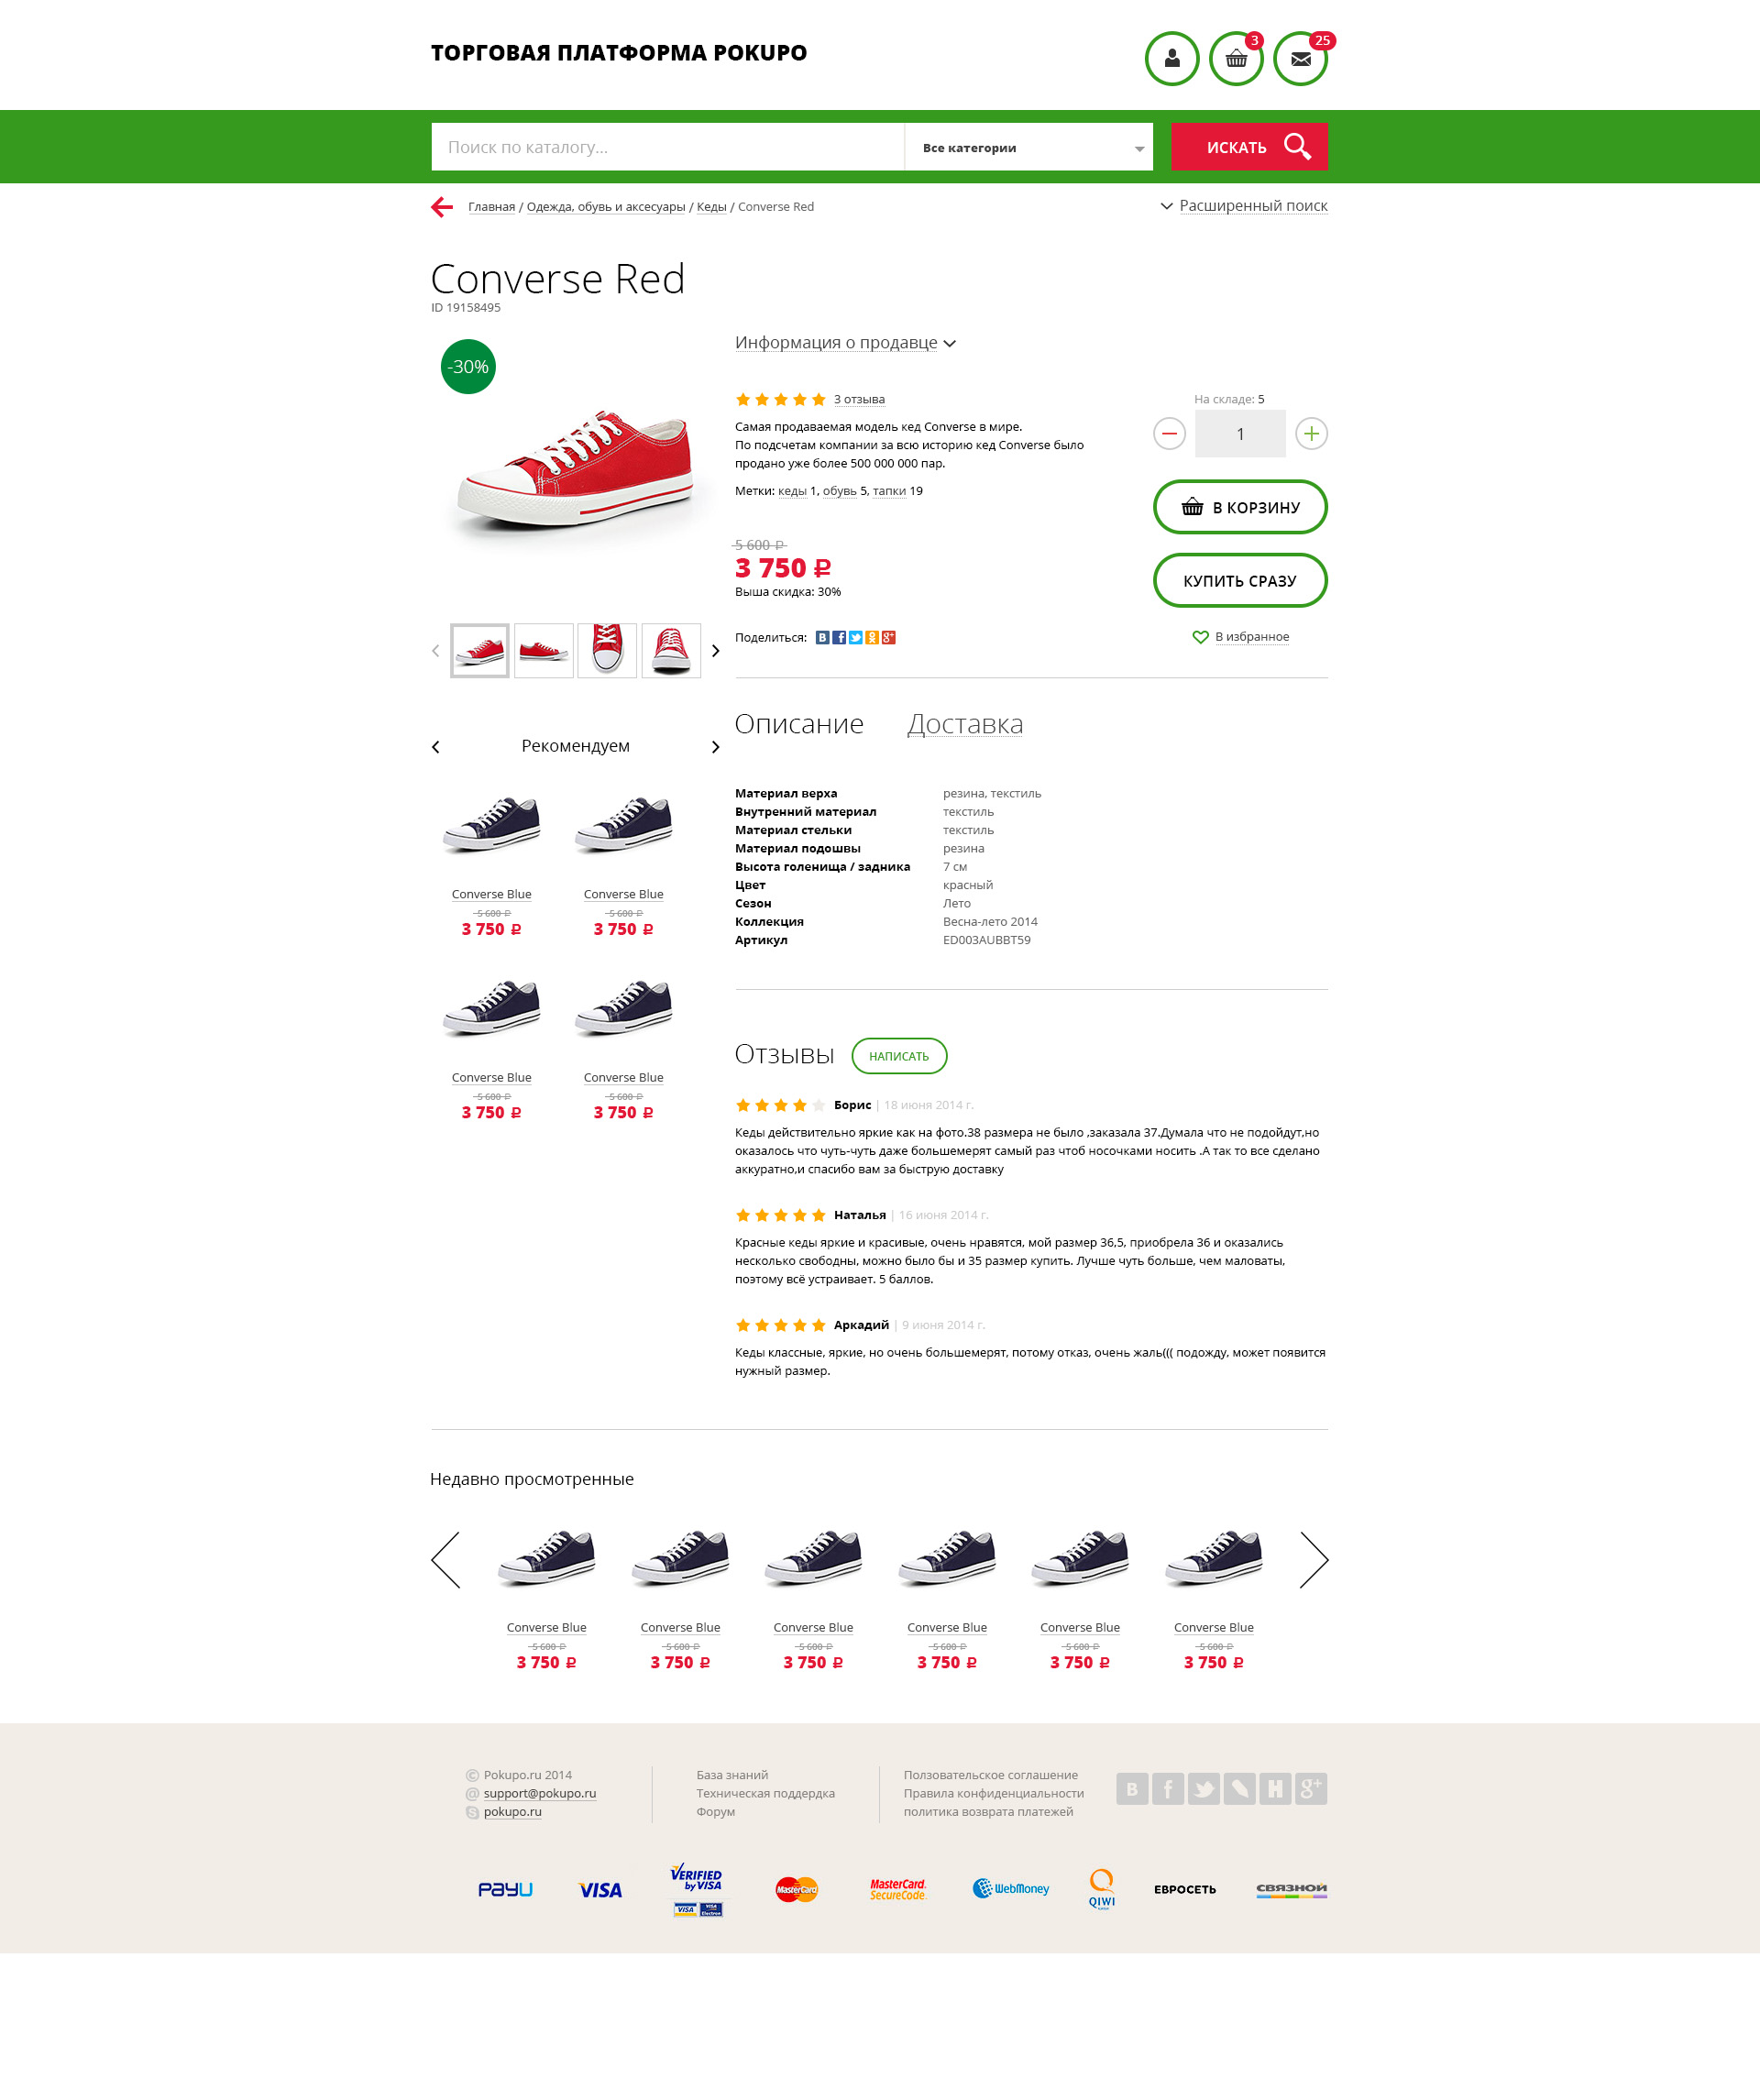 ТОРГОВАЯ ПЛАТФОРМА POKUPO
3
25
Поиск по каталогу...
Все категории
ИСКАТЬ
Главная / Одежда, обувь и аксесуары / Кеды / Converse Red
Расширенный поиск
Converse Red
ID 19158495
-30%
Информация о продавце
3 отзыва
Самая продаваемая модель кед Converse в мире.
По подсчетам компании за всю историю кед Converse было
продано уже более 500 000 000 пар.
Метки: кеды 1, обувь 5, тапки 19
5 600 ₽
3 750 ₽
Выша скидка: 30%
Поделиться:
На складе: 5
1
В КОРЗИНУ
КУПИТЬ СРАЗУ
В избранное
Рекомендуем
Converse Blue
5 600 ₽
3 750 ₽
Converse Blue
5 600 ₽
3 750 ₽
Converse Blue
5 600 ₽
3 750 ₽
Converse Blue
5 600 ₽
3 750 ₽
Описание
Доставка
Материал верха резина, текстиль
Внутренний материал текстиль
Материал стельки текстиль
Материал подошвы резина
Высота голенища / задника 7 см
Цвет красный
Сезон Лето
Коллекция Весна-лето 2014
Артикул ED003AUBBT59
Отзывы
НАПИСАТЬ
Борис | 18 июня 2014 г.
Кеды действительно яркие как на фото.38 размера не было ,заказала 37.Думала что не подойдут,но
оказалось что чуть-чуть даже большемерят самый раз чтоб носочками носить .А так то все сделано
аккуратно,и спасибо вам за быструю доставку
Наталья | 16 июня 2014 г.
Красные кеды яркие и красивые, очень нравятся, мой размер 36,5, приобрела 36 и оказались
несколько свободны, можно было бы и 35 размер купить. Лучше чуть больше, чем маловаты,
поэтому всё устраивает. 5 баллов.
Аркадий | 9 июня 2014 г.
Кеды классные, яркие, но очень большемерят, потому отказ, очень жаль((( подожду, может появится
нужный размер.
Недавно просмотренные
Converse Blue
5 600 ₽
3 750 ₽
Converse Blue
5 600 ₽
3 750 ₽
Converse Blue
5 600 ₽
3 750 ₽
Converse Blue
5 600 ₽
3 750 ₽
Converse Blue
5 600 ₽
3 750 ₽
Converse Blue
5 600 ₽
3 750 ₽
© Pokupo.ru 2014
@ support@pokupo.ru
pokupo.ru
База знаний
Техническая поддердка
Форум
Ползовательское соглашение
Правила конфиденциальности
политика возврата платежей
PayU
VISA
VERIFIED
by VISA
VISA
VISA
Electron
MasterCard
MasterCard.
SecureCode.
WebMoney
QIWI
ЕВРОСЕТЬ
СВЯЗНОЙ